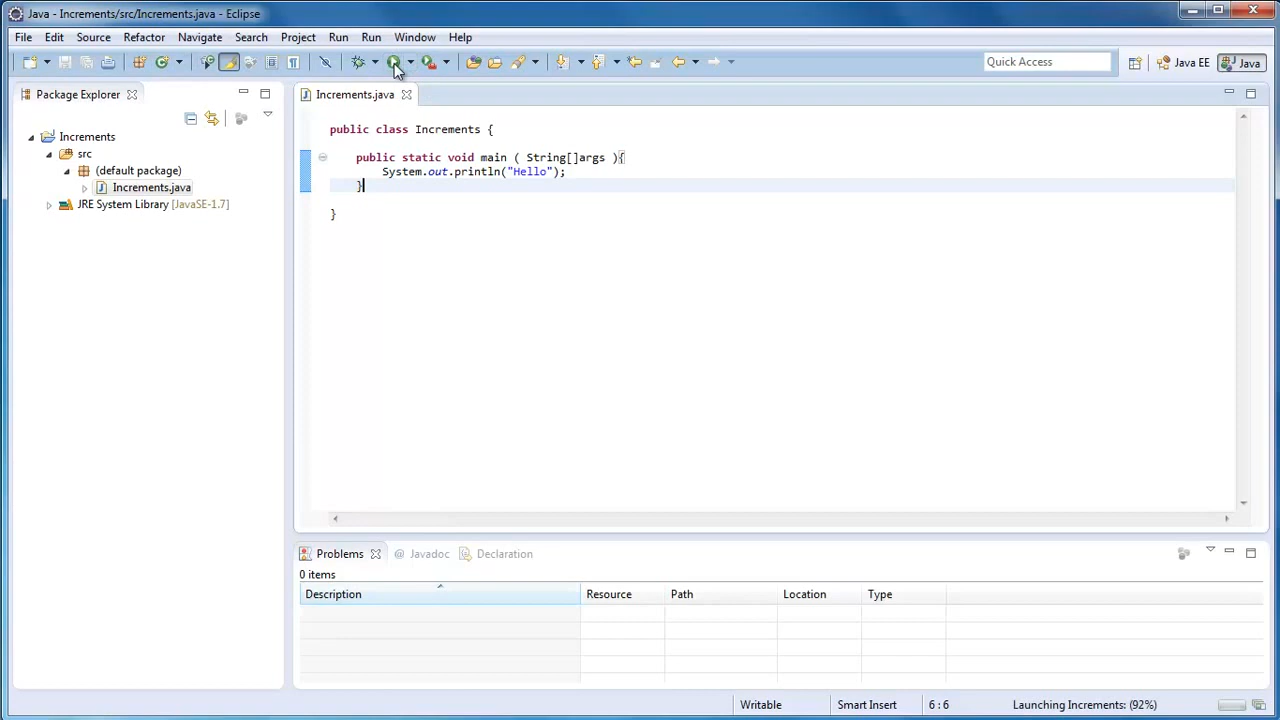 Java - Increments/src/Increments.java - Eclipse
File Edit Source Refactor Navigate Search Project Run Run Window Help
Quick Access
Java EE
Java
Package Explorer
Increments.java
Increments
src
(default package)
Increments.java
JRE System Library [JavaSE-1.7]
public class Increments {
public static void main ( String[]args ){
System.out.println("Hello");
}
}
Problems @ Javadoc Declaration
0 items
Description Resource Path Location Type
Writable Smart Insert 6 : 6 Launching Increments: (92%)